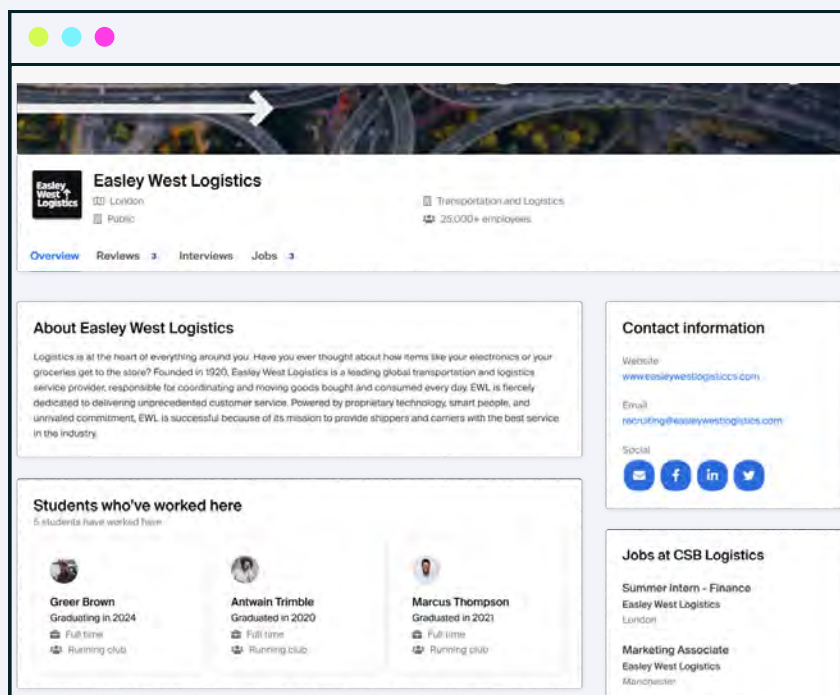 Easley
West
Logistics
Easley West Logistics
London
Public
Transportation and Logistics
25,000+ employees
Overview Reviews 3 Interviews Jobs 3
About Easley West Logistics
Logistics is at the heart of everything around you. Have you ever thought about how items like your electronics or your
groceries get to the store? Founded in 1920, Easley West Logistics is a leading global transportation and logistics
service provider, responsible for coordinating and moving goods bought and consumed every day. EWL is fiercely
dedicated to delivering unprecedented customer service. Powered by proprietary technology, smart people, and
unrivaled commitment, EWL is successful because of its mission to provide shippers and carriers with the best service
in the industry.
Students who've worked here
5 students have worked here
Greer Brown
Graduating in 2024
Full time
Running club
Antwain Trimble
Graduated in 2020
Full time
Running club
Marcus Thompson
Graduated in 2021
Full time
Running club
Contact information
Website
www.easleywestlogisticcs.com
Email
recruiting@easleywestlogistics.com
Social
Jobs at CSB Logistics
Summer Intern - Finance
Easley West Logistics
London
Marketing Associate
Easley West Logistics
Manchester